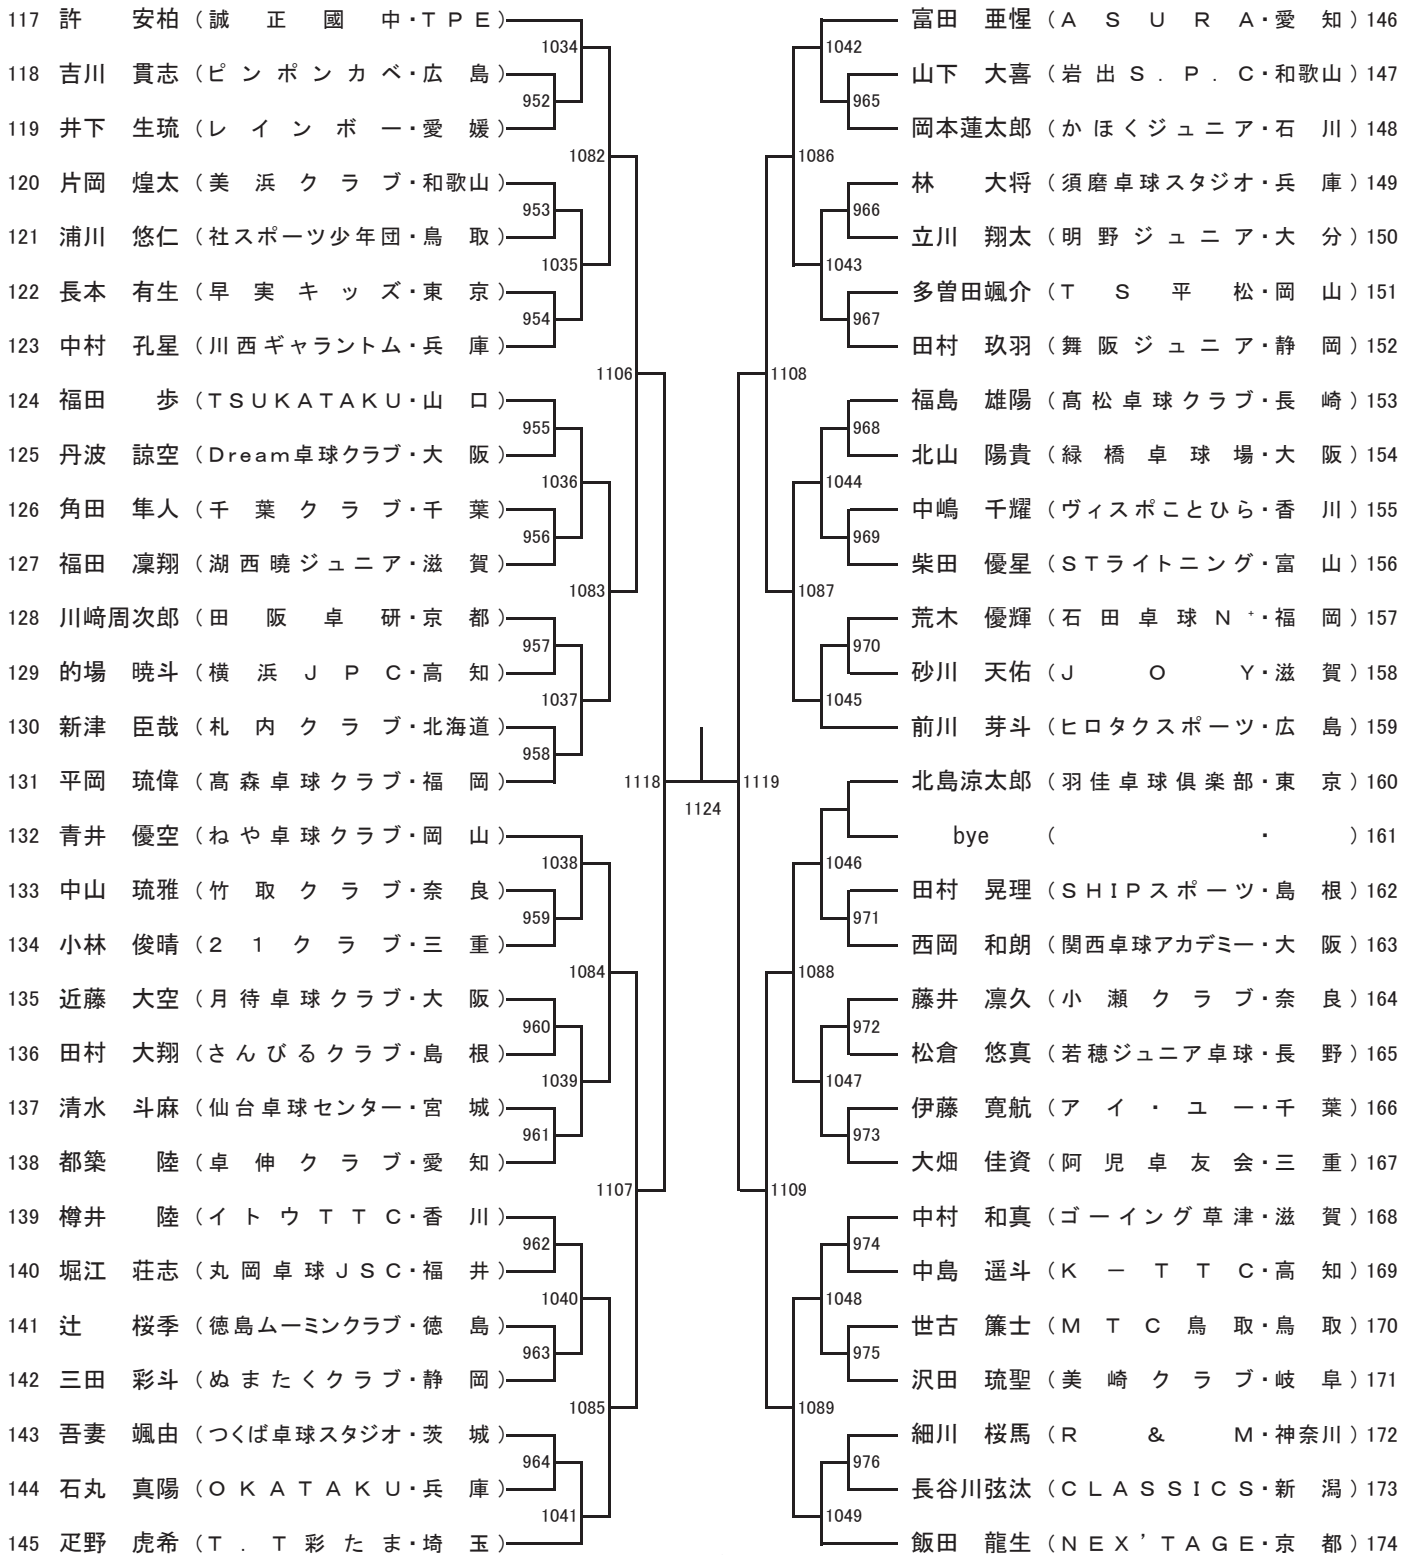 117 許 安柏 (誠正國中・TPE)
1034
118 吉川 貫志 (ピンポンカベ・広島)
952
119 井下 生琉 (レインボー・愛媛)
1082
120 片岡 煌太 (美浜クラブ・和歌山)
953
121 浦川 悠仁 (社スポーツ少年団・鳥取)
1035
122 長本 有生 (早実キッズ・東京)
954
123 中村 孔星 (川西ギャラントム・兵庫)
1106
124 福田 歩 (TSUKATAKU・山口)
955
125 丹波 諒空 (Dream卓球クラブ・大阪)
1036
126 角田 隼人 (千葉クラブ・千葉)
956
127 福田 凜翔 (湖西曉ジュニア・滋賀)
1083
128 川﨑周次郎 (田阪卓研・京都)
957
129 的場 暁斗 (横浜JPC・高知)
1037
130 新津 臣哉 (札内クラブ・北海道)
958
131 平岡 琉偉 (髙森卓球クラブ・福岡)
1118
132 青井 優空 (ねや卓球クラブ・岡山)
1038
133 中山 琉雅 (竹取クラブ・奈良)
959
134 小林 俊晴 (21クラブ・三重)
1084
135 近藤 大空 (月待卓球クラブ・大阪)
960
136 田村 大翔 (さんびるクラブ・島根)
1039
137 清水 斗麻 (仙台卓球センター・宮城)
961
138 都築 陸 (卓伸クラブ・愛知)
1107
139 樽井 陸 (イトウTTC・香川)
962
140 堀江 荘志 (丸岡卓球JSC・福井)
1040
141 辻 桜季 (徳島ムーミンクラブ・徳島)
963
142 三田 彩斗 (ぬまたくクラブ・静岡)
1085
143 吾妻 颯由 (つくば卓球スタジオ・茨城)
964
144 石丸 真陽 (OKATAKU・兵庫)
1041
145 疋野 虎希 (T.T彩たま・埼玉)
1124
富田 亜惺 (ASURA・愛知) 146
1042
山下 大喜 (岩出S.P.C・和歌山) 147
965
岡本蓮太郎 (かほくジュニア・石川) 148
1086
林 大将 (須磨卓球スタジオ・兵庫) 149
966
立川 翔太 (明野ジュニア・大分) 150
1043
多曽田颯介 (TS平松・岡山) 151
967
田村 玖羽 (舞阪ジュニア・静岡) 152
1108
福島 雄陽 (髙松卓球クラブ・長崎) 153
968
北山 陽貴 (緑橋卓球場・大阪) 154
1044
中嶋 千耀 (ヴィスポことひら・香川) 155
969
柴田 優星 (STライトニング・富山) 156
1087
荒木 優輝 (石田卓球N⁺・福岡) 157
970
砂川 天佑 (JOY・滋賀) 158
1045
前川 芽斗 (ヒロタクスポーツ・広島) 159
1119
北島涼太郎 (羽佳卓球倶楽部・東京) 160
bye ( ・ ) 161
1046
田村 晃理 (SHIPスポーツ・島根) 162
971
西岡 和朗 (関西卓球アカデミー・大阪) 163
1088
藤井 凛久 (小瀬クラブ・奈良) 164
972
松倉 悠真 (若穂ジュニア卓球・長野) 165
1047
伊藤 寛航 (アイ・ユー・千葉) 166
973
大畑 佳資 (阿児卓友会・三重) 167
1109
中村 和真 (ゴーイング草津・滋賀) 168
974
中島 遥斗 (K－TTC・高知) 169
1048
世古 簾士 (MTC鳥取・鳥取) 170
975
沢田 琉聖 (美崎クラブ・岐阜) 171
1089
細川 桜馬 (R&M・神奈川) 172
976
長谷川弦汰 (CLASSICS・新潟) 173
1049
飯田 龍生 (NEX'TAGE・京都) 174